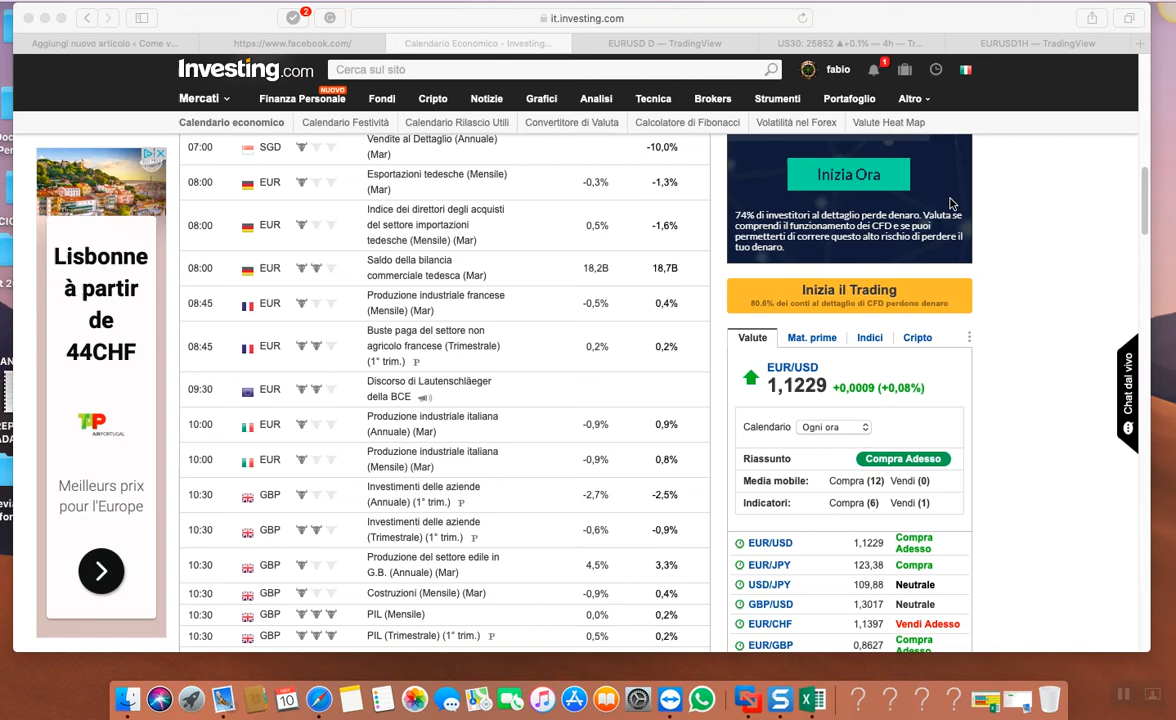 2
it.investing.com
Aggiungi nuovo articolo ‹ Come v...
https://www.facebook.com/
Calendario Economico - Investing...
EURUSD D — TradingView
US30: 25852 ▲+0.1% — 4h — Tr...
EURUSD1H — TradingView
Investing.com
Cerca sul sito
fabio
1
Mercati
NUOVO
Finanza Personale
Fondi
Cripto
Notizie
Grafici
Analisi
Tecnica
Brokers
Strumenti
Portafoglio
Altro
Calendario economico
Calendario Festività
Calendario Rilascio Utili
Convertitore di Valuta
Calcolatore di Fibonacci
Volatilità nel Forex
Valute Heat Map
07:00 SGD Vendite al Dettaglio (Annuale) -10,0%
(Mar)
08:00 EUR Esportazioni tedesche (Mensile) -0,3% -1,3%
(Mar)
08:00 EUR Indice dei direttori degli acquisti 0,5% -1,6%
del settore importazioni
tedesche (Mensile) (Mar)
08:00 EUR Saldo della bilancia 18,2B 18,7B
commerciale tedesca (Mar)
08:45 EUR Produzione industriale francese -0,5% 0,4%
(Mensile) (Mar)
08:45 EUR Buste paga del settore non 0,2% 0,2%
agricolo francese (Trimestrale)
(1° trim.) P
09:30 EUR Discorso di Lautenschlaëger
della BCE
10:00 EUR Produzione industriale italiana -0,9% 0,9%
(Annuale) (Mar)
10:00 EUR Produzione industriale italiana -0,9% 0,8%
(Mensile) (Mar)
10:30 GBP Investimenti delle aziende -2,7% -2,5%
(Annuale) (1° trim.) P
10:30 GBP Investimenti delle aziende -0,6% -0,9%
(Trimestrale) (1° trim.) P
10:30 GBP Produzione del settore edile in 4,5% 3,3%
G.B. (Annuale) (Mar)
10:30 GBP Costruzioni (Mensile) (Mar) -0,9% 0,4%
10:30 GBP PIL (Mensile) 0,0% 0,2%
10:30 GBP PIL (Trimestrale) (1° trim.) P 0,5% 0,2%
Lisbonne
à partir
de
44CHF
TP
AIR PORTUGAL
Meilleurs prix
pour l'Europe
Inizia Ora
74% di investitori al dettaglio perde denaro. Valuta se
comprendi il funzionamento dei CFD e se puoi
permetterti di correre questo alto rischio di perdere il
tuo denaro.
Inizia il Trading
80.6% dei conti al dettaglio di CFD perdono denaro
Valute
Mat. prime
Indici
Cripto
EUR/USD
1,1229 +0,0009 (+0,08%)
Calendario Ogni ora
Riassunto Compra Adesso
Media mobile: Compra (12) Vendi (0)
Indicatori: Compra (6) Vendi (1)
EUR/USD 1,1229 Compra
Adesso
EUR/JPY 123,38 Compra
USD/JPY 109,88 Neutrale
GBP/USD 1,3017 Neutrale
EUR/CHF 1,1397 Vendi Adesso
EUR/GBP 0,8627 Compra
Adesso
Chat dal vivo
10